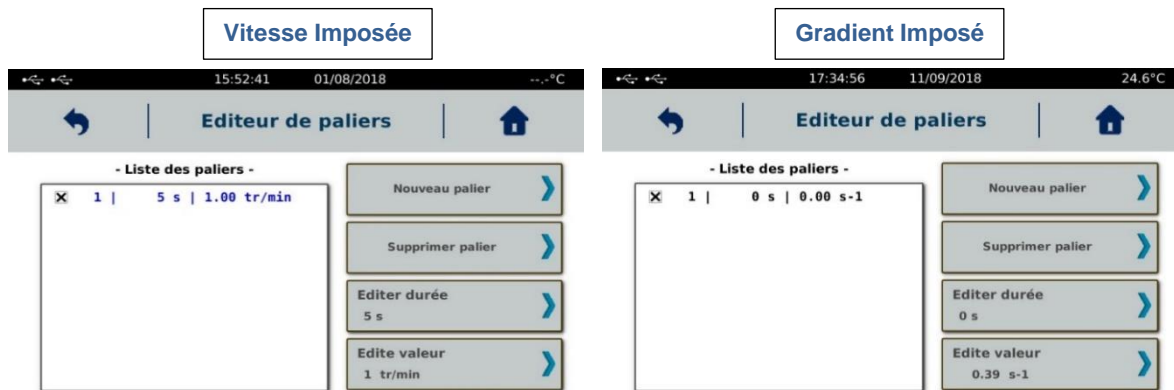 Vitesse Imposée
15:52:41 01/08/2018 --.-°C
Editeur de paliers
- Liste des paliers -
1 | 5 s | 1.00 tr/min
Nouveau palier
Supprimer palier
Editer durée
5 s
Edite valeur
1 tr/min
Gradient Imposé
17:34:56 11/09/2018 24.6°C
Editeur de paliers
- Liste des paliers -
1 | 0 s | 0.00 s-1
Nouveau palier
Supprimer palier
Editer durée
0 s
Edite valeur
0.39 s-1